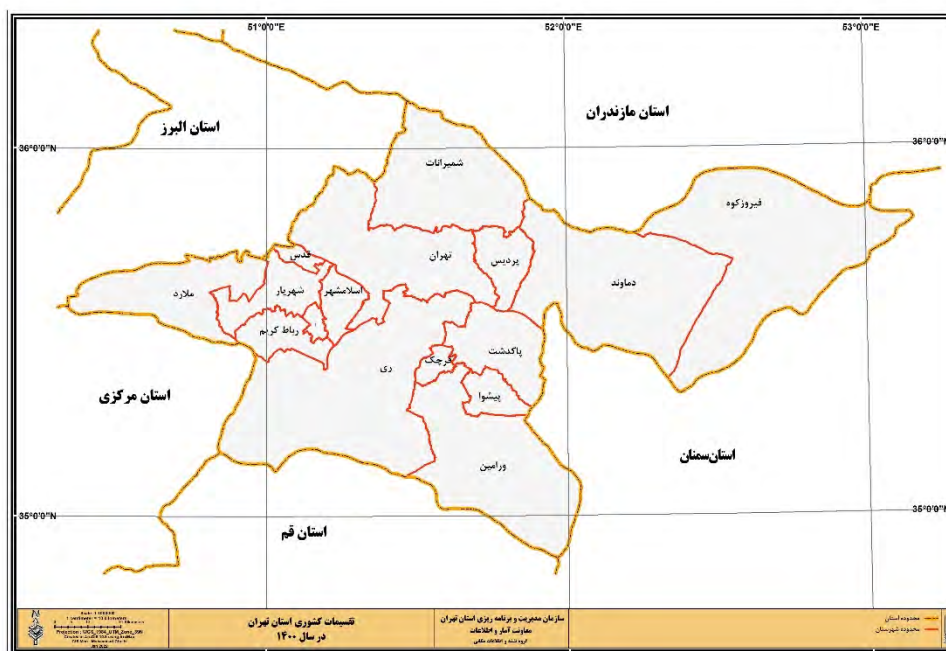 51°0'0"E
52°0'0"E
53°0'0"E
استان مازندران
استان البرز
36°0'0"N
36°0'0"N
شمیرانات
فیروزکوه
قدس
تهران
پردیس
ملارد
شهریار
اسلامشهر
دماوند
رباط کریم
پاکدشت
قرچک
ری
پیشوا
استان مرکزی
ورامین
استان سمنان
35°0'0"N
35°0'0"N
استان قم
تقسیمات کشوری استان تهران
در سال ۱۴۰۰
سازمان مدیریت و برنامه ریزی استان تهران
معاونت آمار و اطلاعات
محدوده استان
محدوده شهرستان